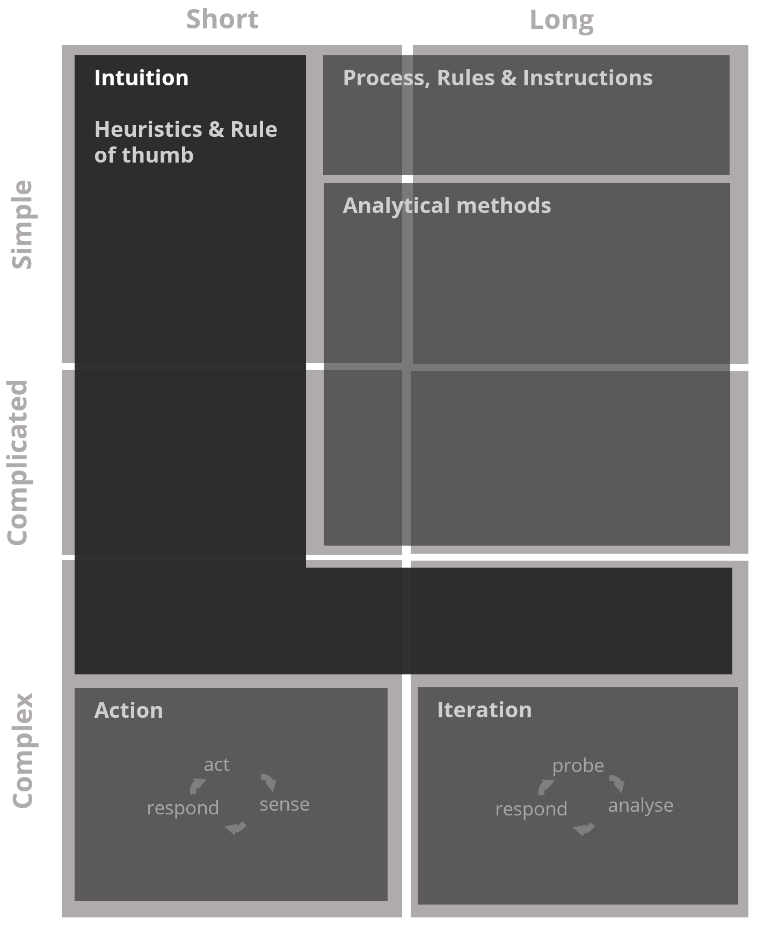 Short
Long
Simple
Intuition
Heuristics & Rule
of thumb
Process, Rules & Instructions
Analytical methods
Complicated
Complex
Action
act
sense
respond
Iteration
probe
analyse
respond